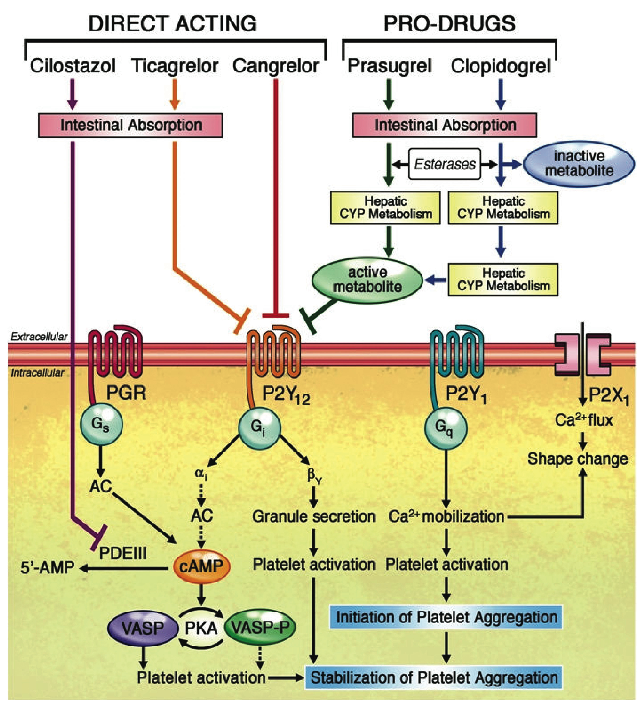 DIRECT ACTING
PRO-DRUGS
Cilostazol Ticagrelor Cangrelor
Prasugrel Clopidogrel
Intestinal Absorption
Intestinal Absorption
Esterases
inactive
metabolite
Hepatic
CYP Metabolism
Hepatic
CYP Metabolism
active
metabolite
Hepatic
CYP Metabolism
Extracellular
Intracellular
PGR
P2Y12
P2Y1
P2X1
Gs
Gi
Gq
Ca2+flux
Shape change
αi
βγ
AC
AC
Granule secretion
Ca2+mobilization
PDEIII
5'-AMP
cAMP
Platelet activation
Platelet activation
VASP
PKA
VASP-P
Initiation of Platelet Aggregation
Platelet activation
Stabilization of Platelet Aggregation